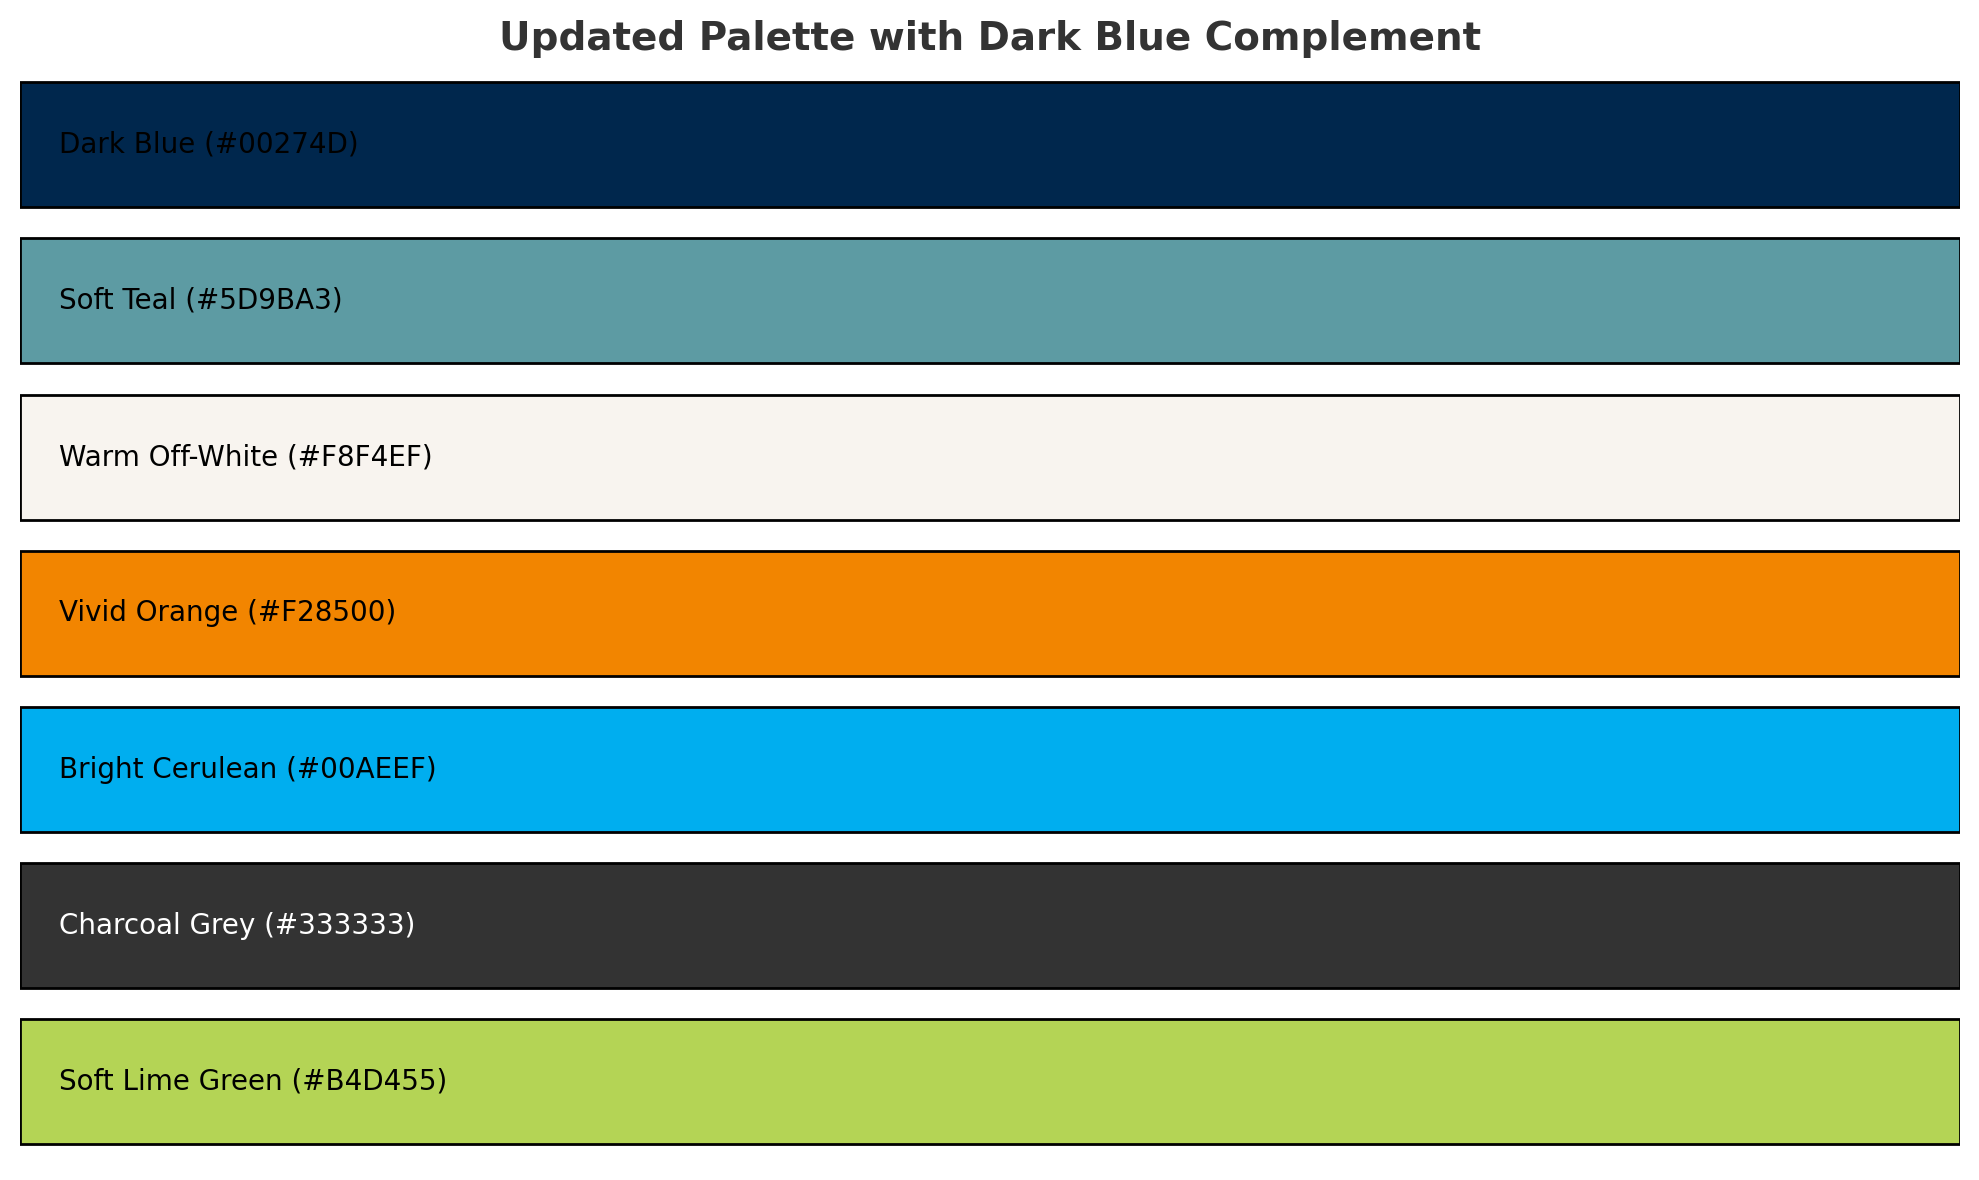 Updated Palette with Dark Blue Complement
Dark Blue (#00274D)
Soft Teal (#5D9BA3)
Warm Off-White (#F8F4EF)
Vivid Orange (#F28500)
Bright Cerulean (#00AEEF)
Charcoal Grey (#333333)
Soft Lime Green (#B4D455)